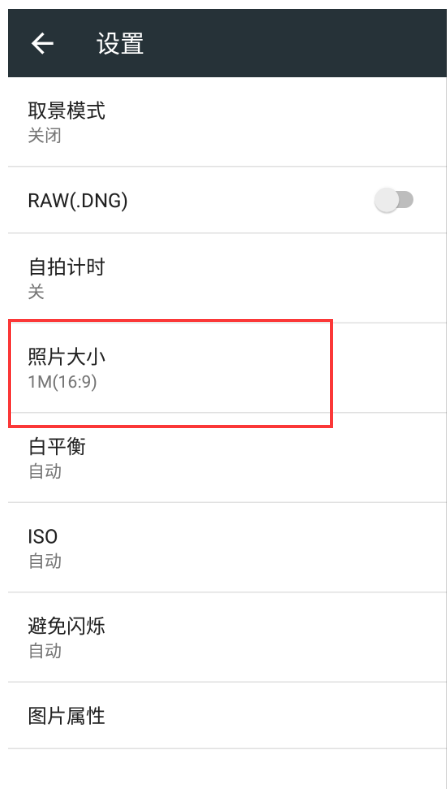 设置
取景模式
关闭
RAW(.DNG)
自拍计时
关
照片大小
1M(16:9)
白平衡
自动
ISO
自动
避免闪烁
自动
图片属性